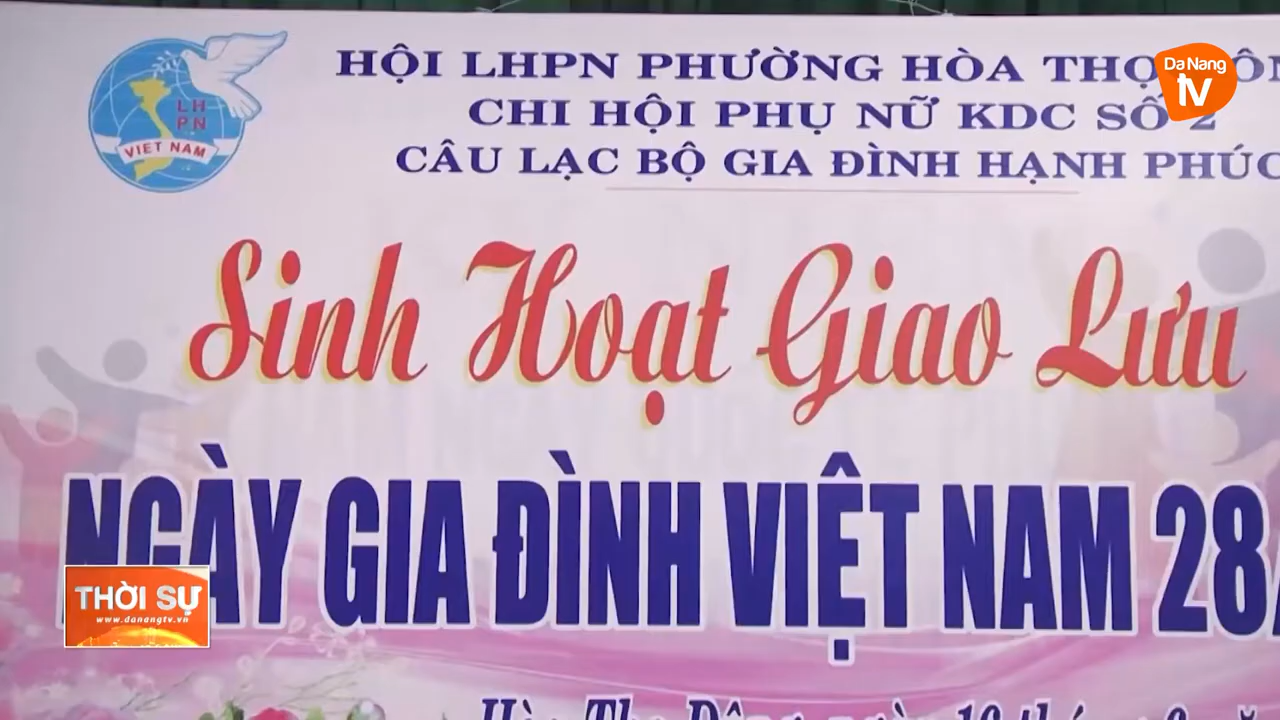 HỘI LHPN PHƯỜNG HÒA THỌ
CHI HỘI PHỤ NỮ KDC SỐ 2
CÂU LẠC BỘ GIA ĐÌNH HẠNH PHÚC
LH
PN
VIỆT NAM
Da Nang
tv
Sinh Hoạt Giao Lưu
NGÀY GIA ĐÌNH VIỆT NAM 28
THỜI SỰ
www.danangtv.vn